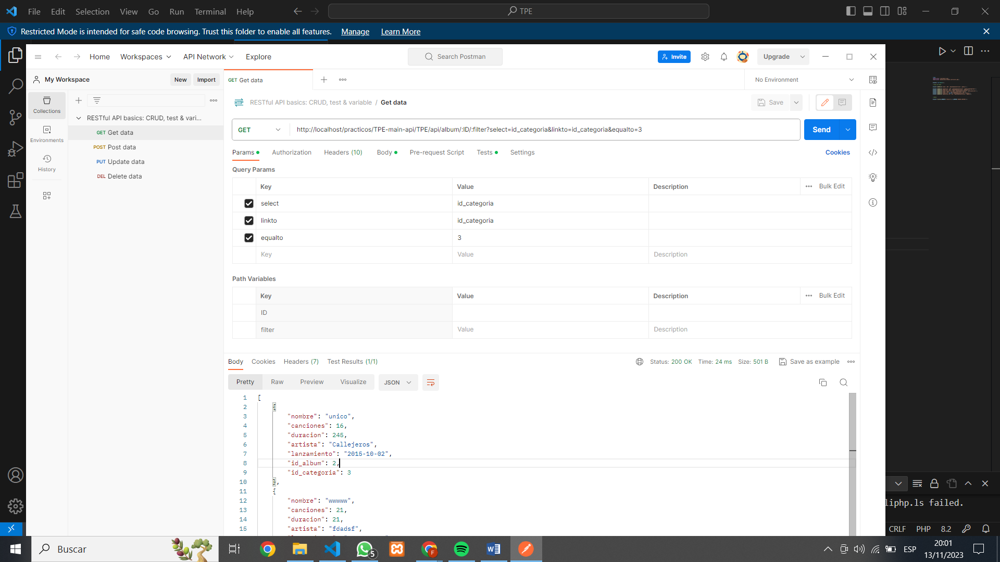 File Edit Selection View Go Run Terminal Help TPE
Restricted Mode is intended for safe code browsing. Trust this folder to enable all features. Manage Learn More
Home Workspaces API Network Explore Search Postman Invite Upgrade
My Workspace New Import GET Get data No Environment
Collections
Environments
History
RESTful API basics: CRUD, test & vari...
GET Get data
POST Post data
PUT Update data
DEL Delete data
HTTP RESTful API basics: CRUD, test & variable / Get data Save
GET http://localhost/practicos/TPE-main-api/TPE/api/album/:ID/:filter?select=id_categoria&linkto=id_categoria&equalto=3 Send
Params Authorization Headers (10) Body Pre-request Script Tests Settings Cookies
Query Params
Key Value Description Bulk Edit
select id_categoria
linkto id_categoria
equalto 3
Key Value Description
Path Variables
Key Value Description Bulk Edit
ID
filter Value Description
Body Cookies Headers (7) Test Results (1/1) Status: 200 OK Time: 24 ms Size: 501 B Save as example
Pretty Raw Preview Visualize JSON
1 [
2 {
3 "nombre": "unico",
4 "canciones": 16,
5 "duracion": 245,
6 "artista": "Callejeros",
7 "lanzamiento": "2015-10-02",
8 "id_album": 2,
9 "id_categoria": 3
10 },
11 {
12 "nombre": "wwwww",
13 "canciones": 21,
14 "duracion": 21,
15 "artista": "fdadsf",
liphp.ls failed.
CRLF PHP 8.2
Buscar 5 F ESP 20:01
13/11/2023